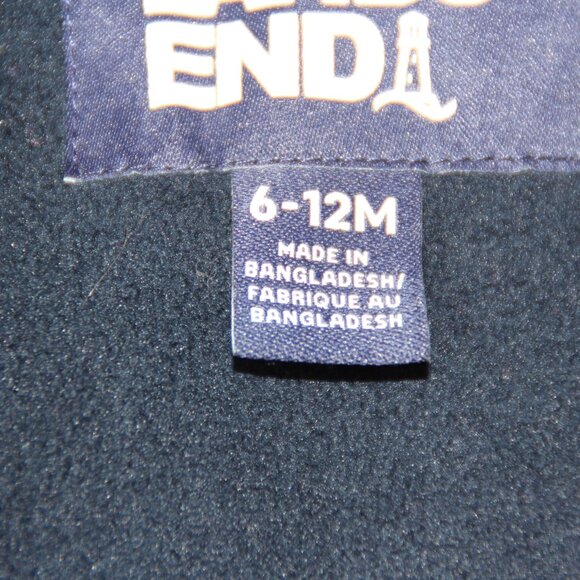 END
6-12M
MADE IN
BANGLADESH/
FABRIQUE AU
BANGLADESH